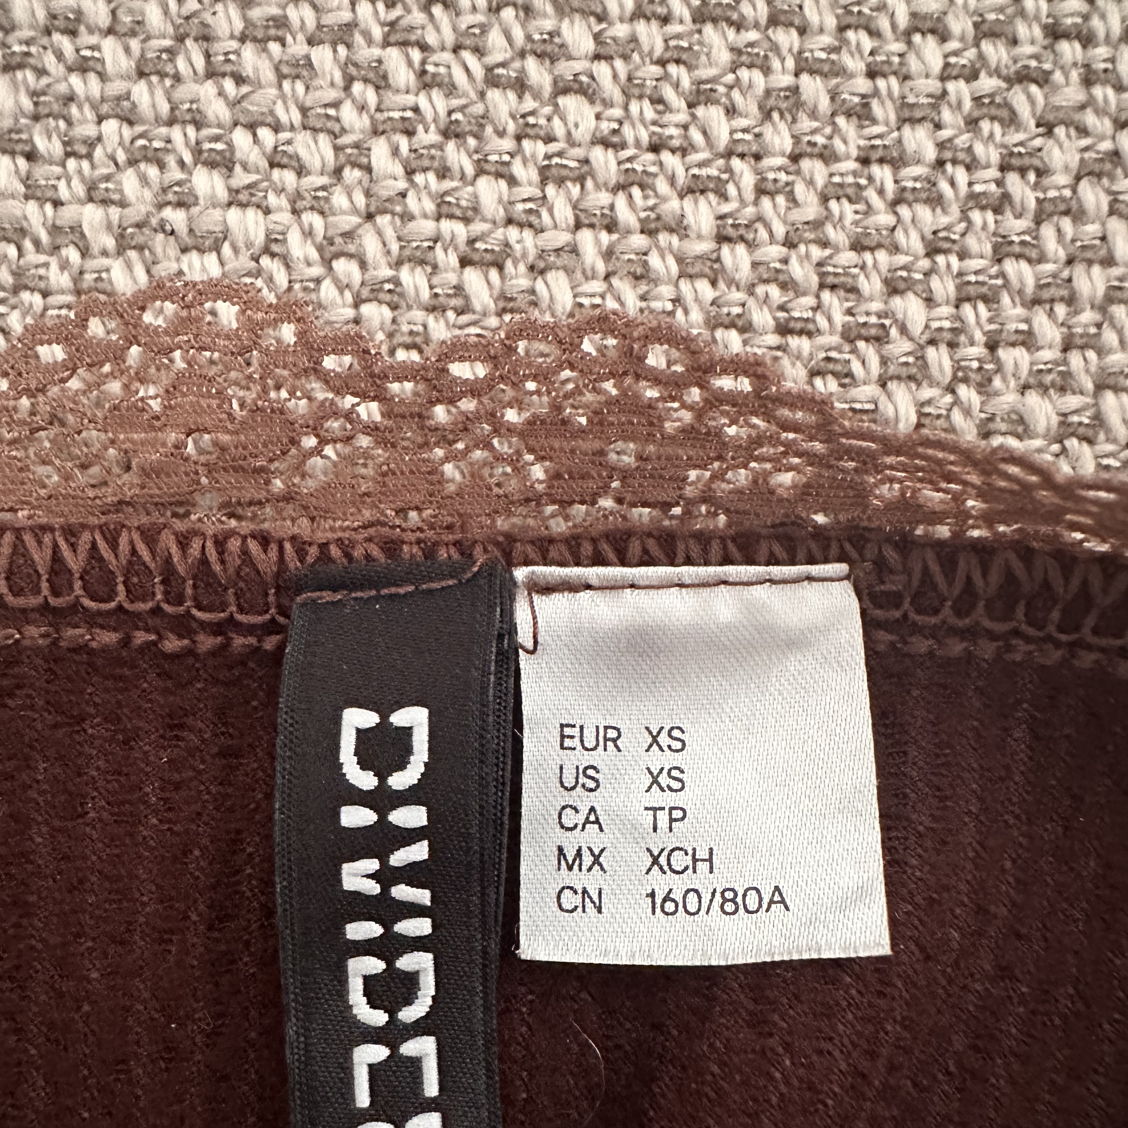 DIVIDED
EUR XS
US XS
CA TP
MX XCH
CN 160/80A